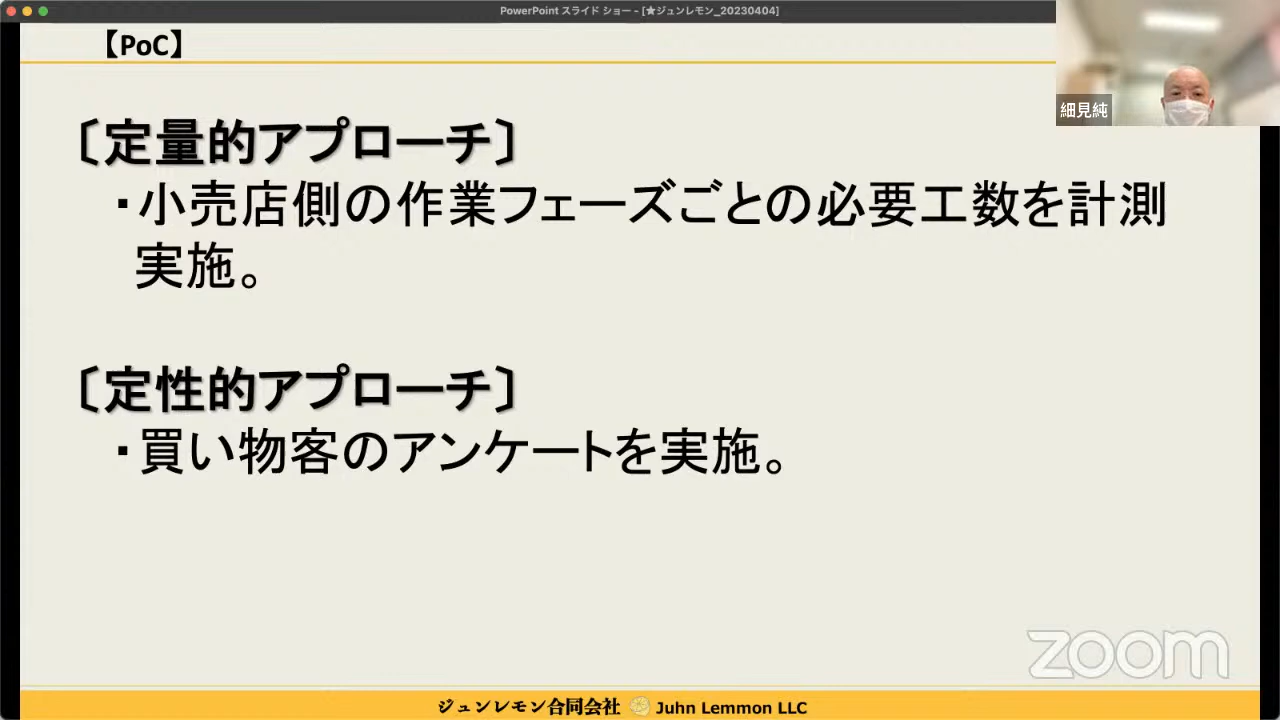 PowerPoint スライド ショー - [★ジュンレモン_20230404]
【PoC】
細見純
〔定量的アプローチ〕
・小売店側の作業フェーズごとの必要工数を計測
実施。
〔定性的アプローチ〕
・買い物客のアンケートを実施。
zoom
ジュンレモン合同会社 Juhn Lemmon LLC